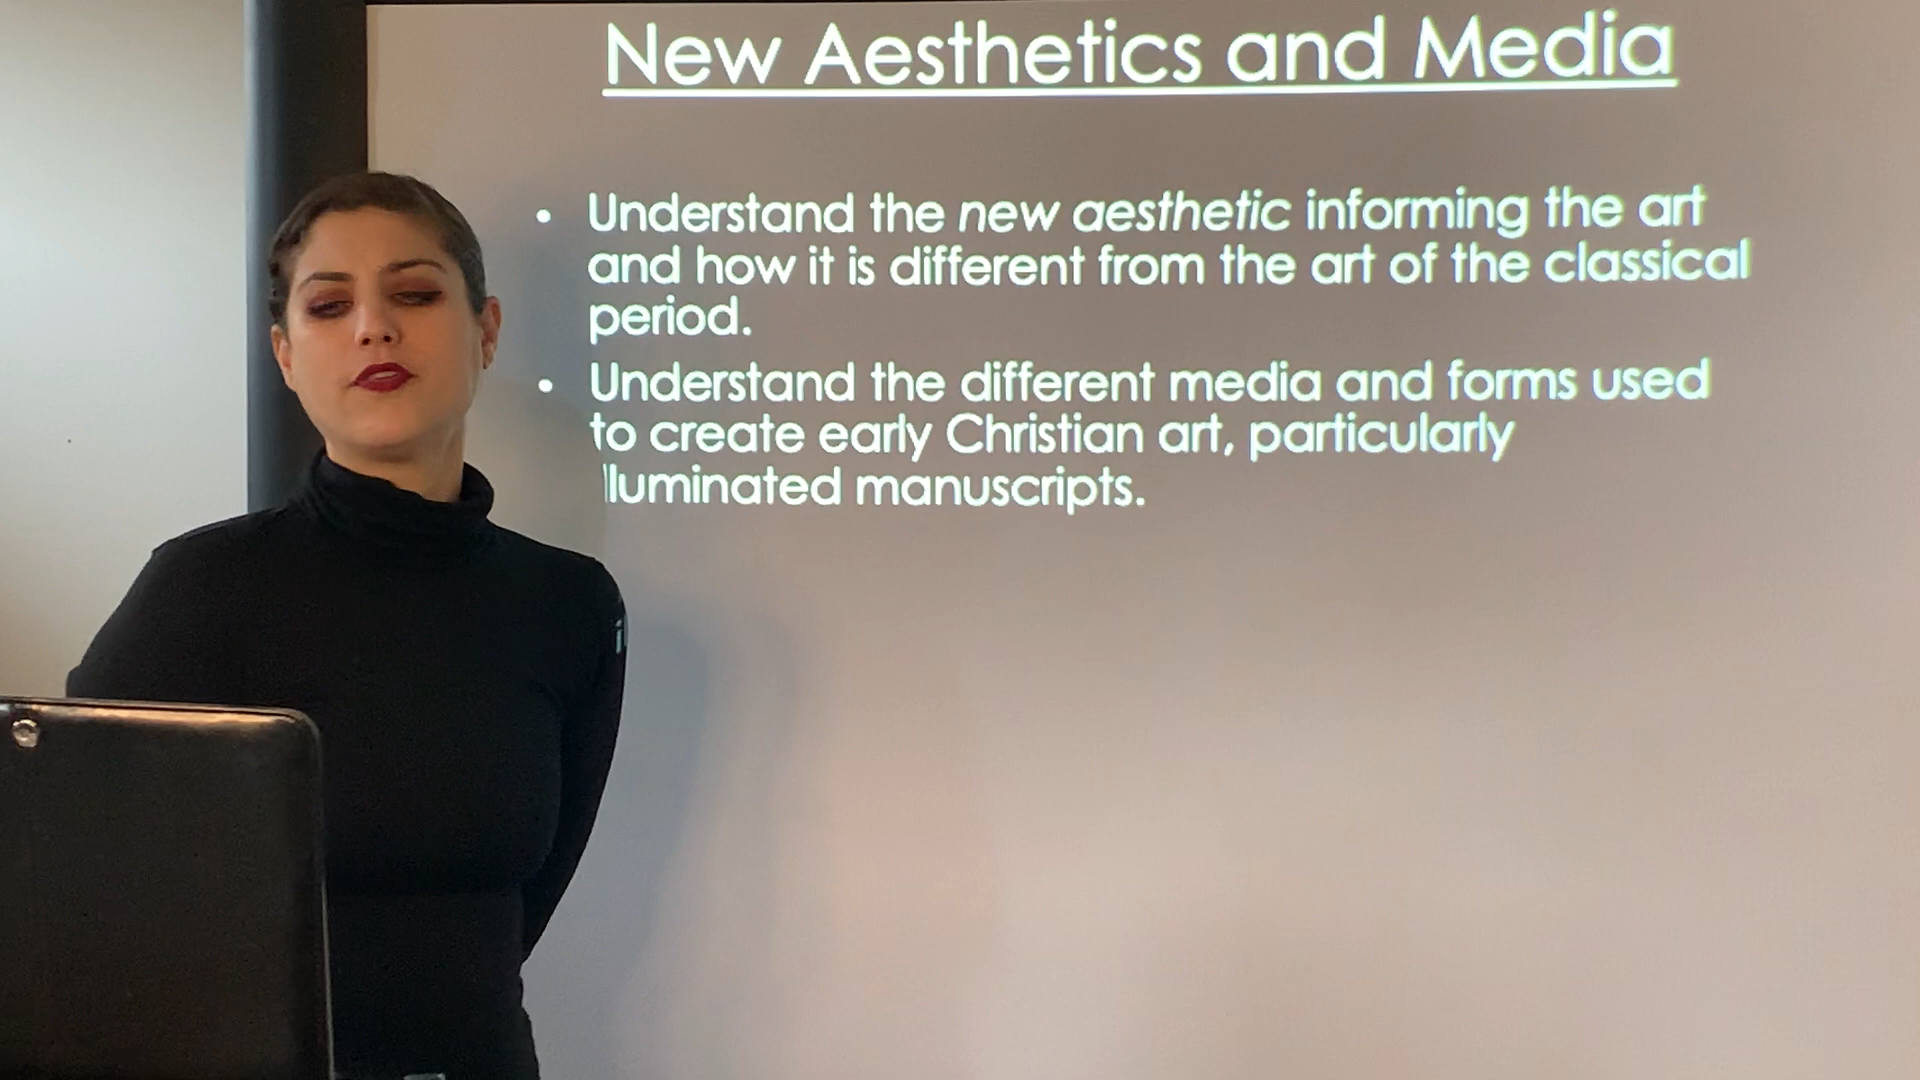 New Aesthetics and Media
• Understand the new aesthetic informing the art
and how it is different from the art of the classical
period.
• Understand the different media and forms used
to create early Christian art, particularly
illuminated manuscripts.